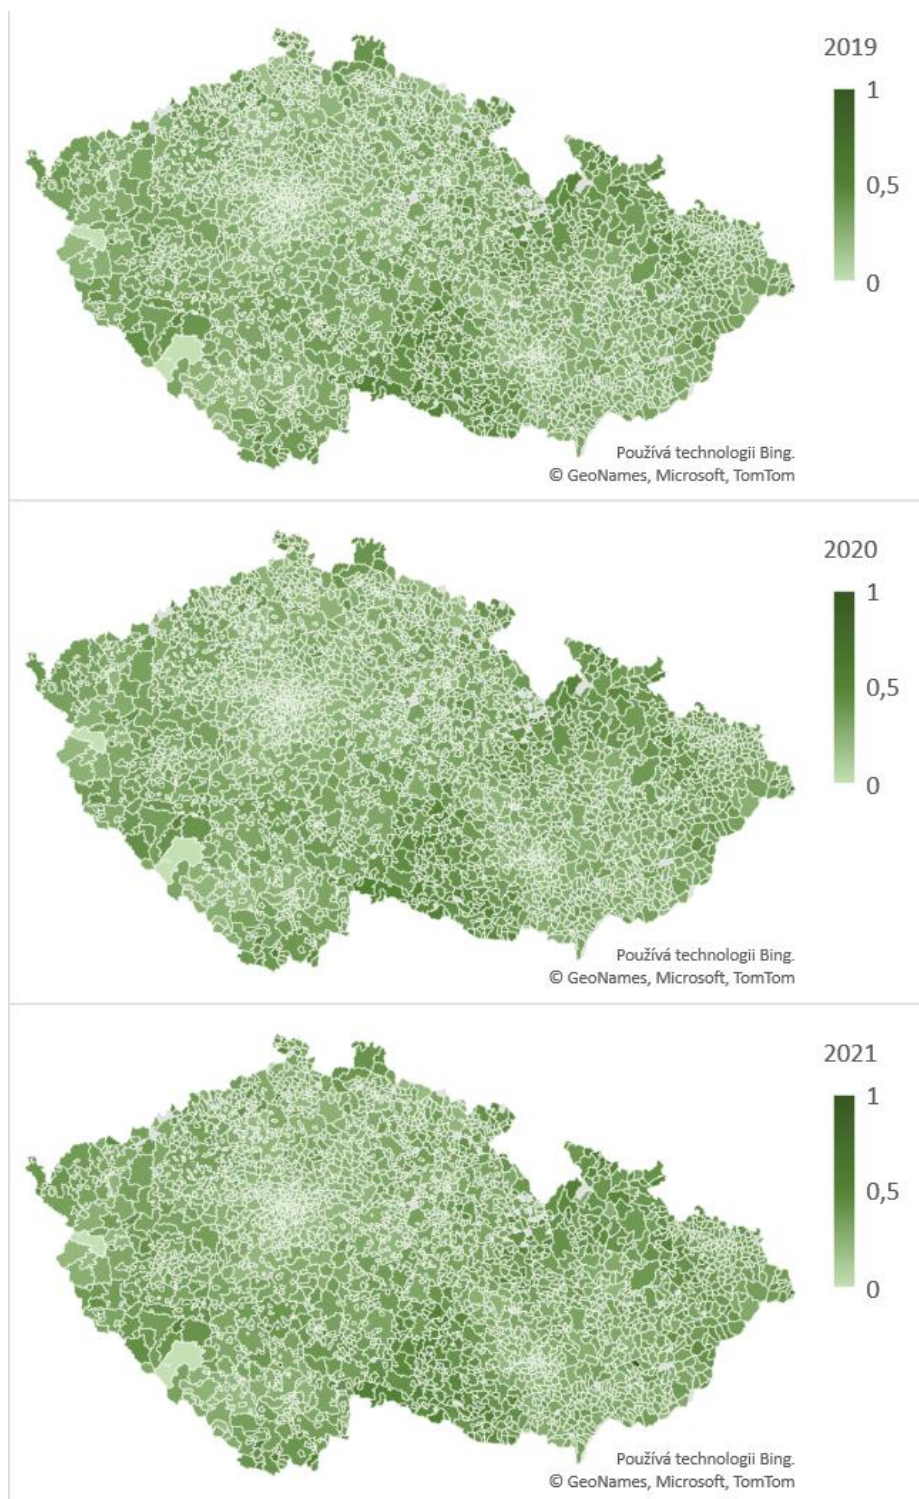 2019
1
0,5
0
Používá technologii Bing.
© GeoNames, Microsoft, TomTom
2020
1
0,5
0
Používá technologii Bing.
© GeoNames, Microsoft, TomTom
2021
1
0,5
0
Používá technologii Bing.
© GeoNames, Microsoft, TomTom